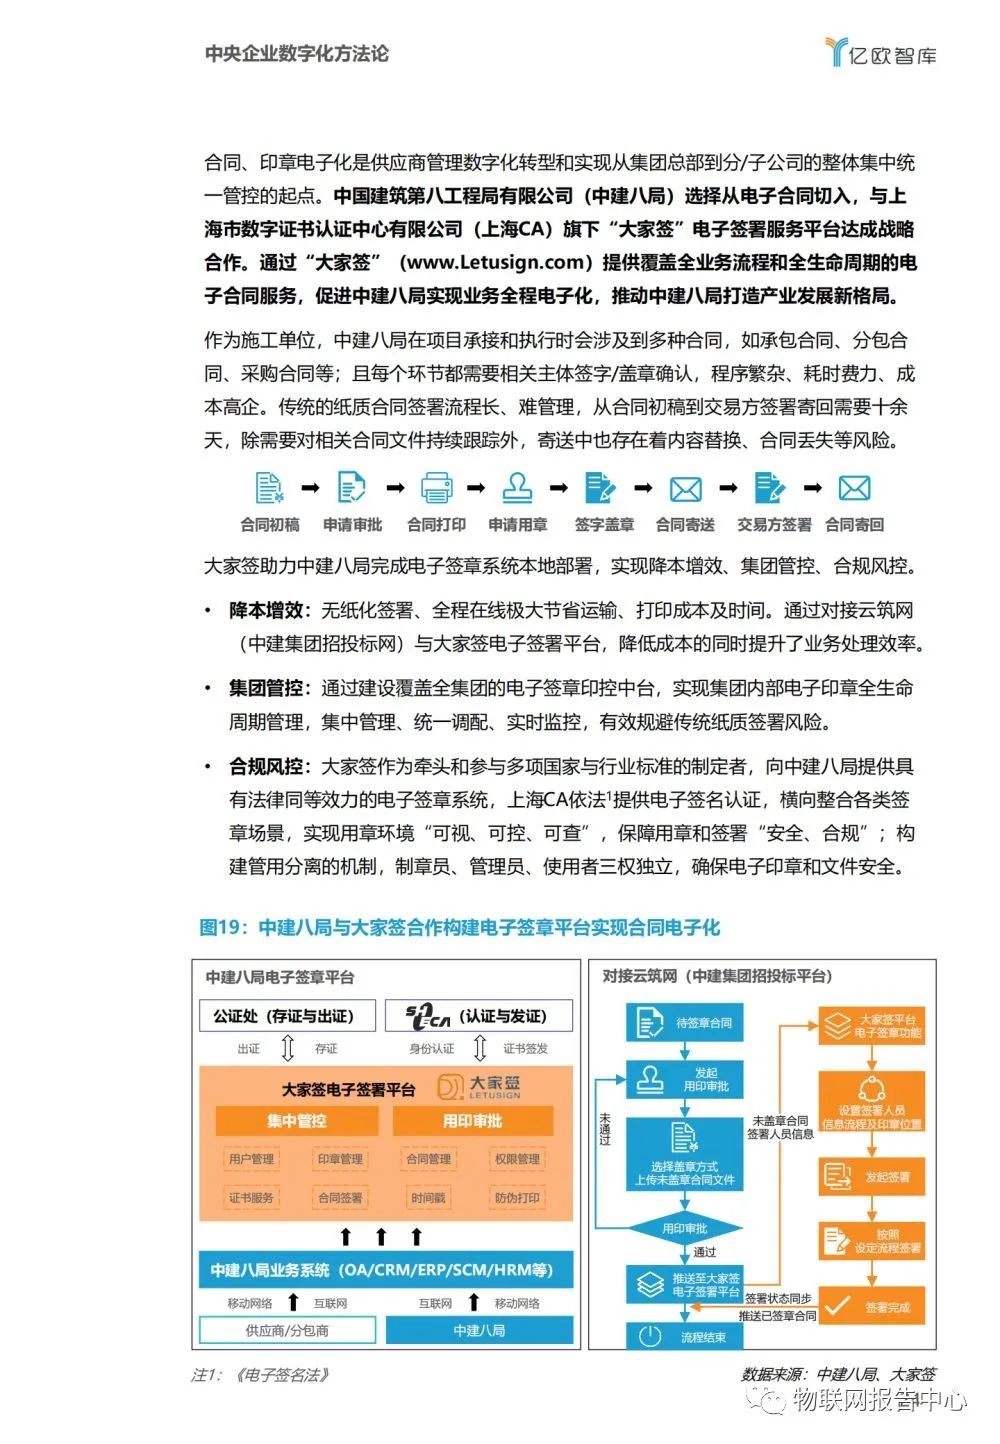 中央企业数字化方法论
亿欧智库
合同、印章电子化是供应商管理数字化转型和实现从集团总部到分/子公司的整体集中统
一管控的起点。中国建筑第八工程局有限公司（中建八局）选择从电子合同切入，与上
海市数字证书认证中心有限公司（上海CA）旗下“大家签”电子签署服务平台达成战略
合作。通过“大家签”（www.Letusign.com）提供覆盖全业务流程和全生命周期的电
子合同服务，促进中建八局实现业务全程电子化，推动中建八局打造产业发展新格局。
作为施工单位，中建八局在项目承接和执行时会涉及到多种合同，如承包合同、分包合
同、采购合同等；且每个环节都需要相关主体签字/盖章确认，程序繁杂、耗时费力、成
本高企。传统的纸质合同签署流程长、难管理，从合同初稿到交易方签署寄回需要十余
天，除需要对相关合同文件持续跟踪外，寄送中也存在着内容替换、合同丢失等风险。
合同初稿 申请审批 合同打印 申请用章 签字盖章 合同寄送 交易方签署 合同寄回
大家签助力中建八局完成电子签章系统本地部署，实现降本增效、集团管控、合规风控。
• 降本增效：无纸化签署、全程在线极大节省运输、打印成本及时间。通过对接云筑网
（中建集团招投标网）与大家签电子签署平台，降低成本的同时提升了业务处理效率。
• 集团管控：通过建设覆盖全集团的电子签章印控中台，实现集团内部电子印章全生命
周期管理，集中管理、统一调配、实时监控，有效规避传统纸质签署风险。
• 合规风控：大家签作为牵头和参与多项国家与行业标准的制定者，向中建八局提供具
有法律同等效力的电子签章系统，上海CA依法1提供电子签名认证，横向整合各类签
章场景，实现用章环境“可视、可控、可查”，保障用章和签署“安全、合规”；构
建管用分离的机制，制章员、管理员、使用者三权独立，确保电子印章和文件安全。
图19：中建八局与大家签合作构建电子签章平台实现合同电子化
中建八局电子签章平台
公证处（存证与出证）
SHECA（认证与发证）
出证 存证 身份认证 证书签发
大家签电子签署平台
大家签
LETUSIGN
集中管控 用印审批
用户管理 印章管理 合同管理 权限管理
证书服务 合同签署 时间戳 防伪打印
中建八局业务系统（OA/CRM/ERP/SCM/HRM等）
移动网络 互联网 互联网 移动网络
供应商/分包商 中建八局
对接云筑网（中建集团招投标平台）
待签章合同
发起
用印审批
未通过
选择盖章方式
上传未盖章合同文件
用印审批
通过
推送至大家签
电子签署平台
流程结束
未盖章合同
签署人员信息
大家签平台
电子签章功能
设置签署人员
信息流程及印章位置
发起签署
按照
设定流程签署
签署完成
签署状态同步
推送已签章合同
注1：《电子签名法》
数据来源：中建八局、大家签
物联网报告中心